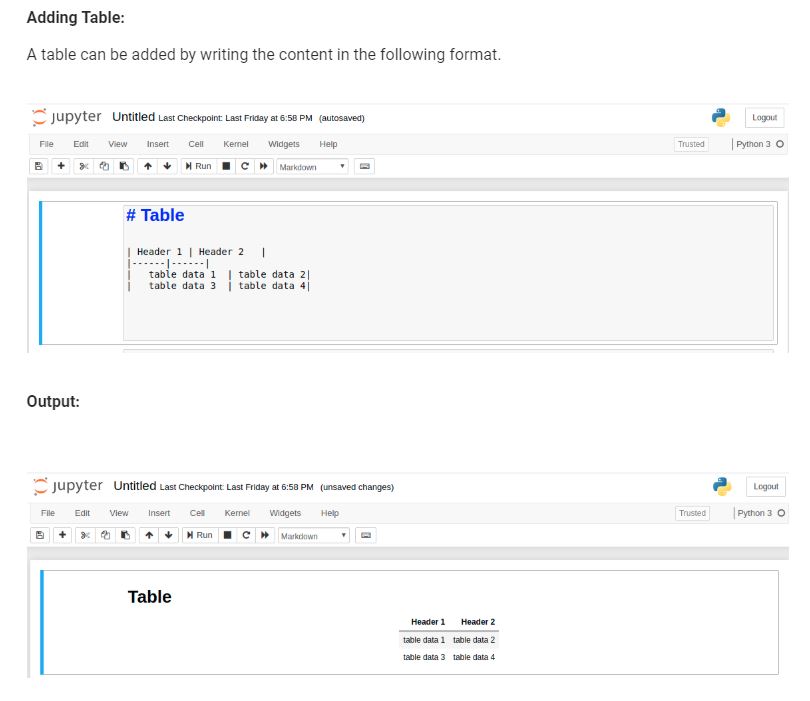 Adding Table:
A table can be added by writing the content in the following format.
jupyter Untitled Last Checkpoint: Last Friday at 6:58 PM (autosaved) Logout
File Edit View Insert Cell Kernel Widgets Help Trusted | Python 3
Run Markdown
# Table
| Header 1 | Header 2   |
|------|------|
|   table data 1  | table data 2|
|   table data 3  | table data 4|
Output:
jupyter Untitled Last Checkpoint: Last Friday at 6:58 PM (unsaved changes) Logout
File Edit View Insert Cell Kernel Widgets Help Trusted | Python 3
Run Markdown
Table
Header 1 Header 2
table data 1 table data 2
table data 3 table data 4